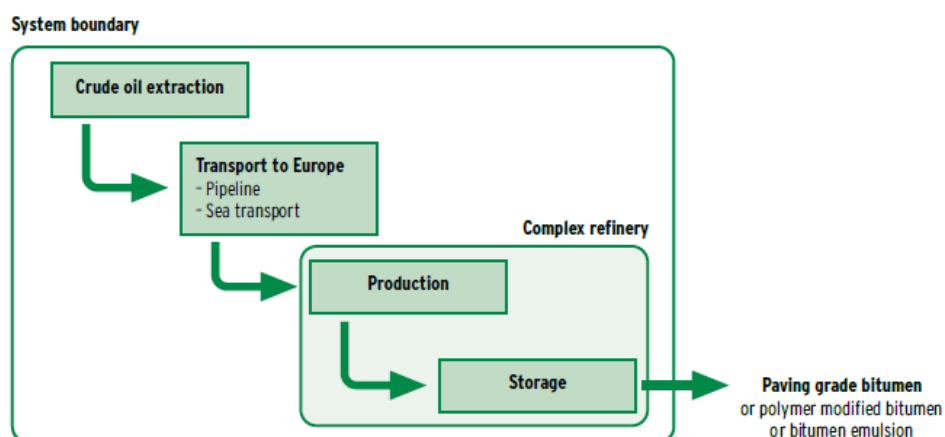 System boundary
Crude oil extraction
Transport to Europe
- Pipeline
- Sea transport
Complex refinery
Production
Storage
Paving grade bitumen
or polymer modified bitumen
or bitumen emulsion